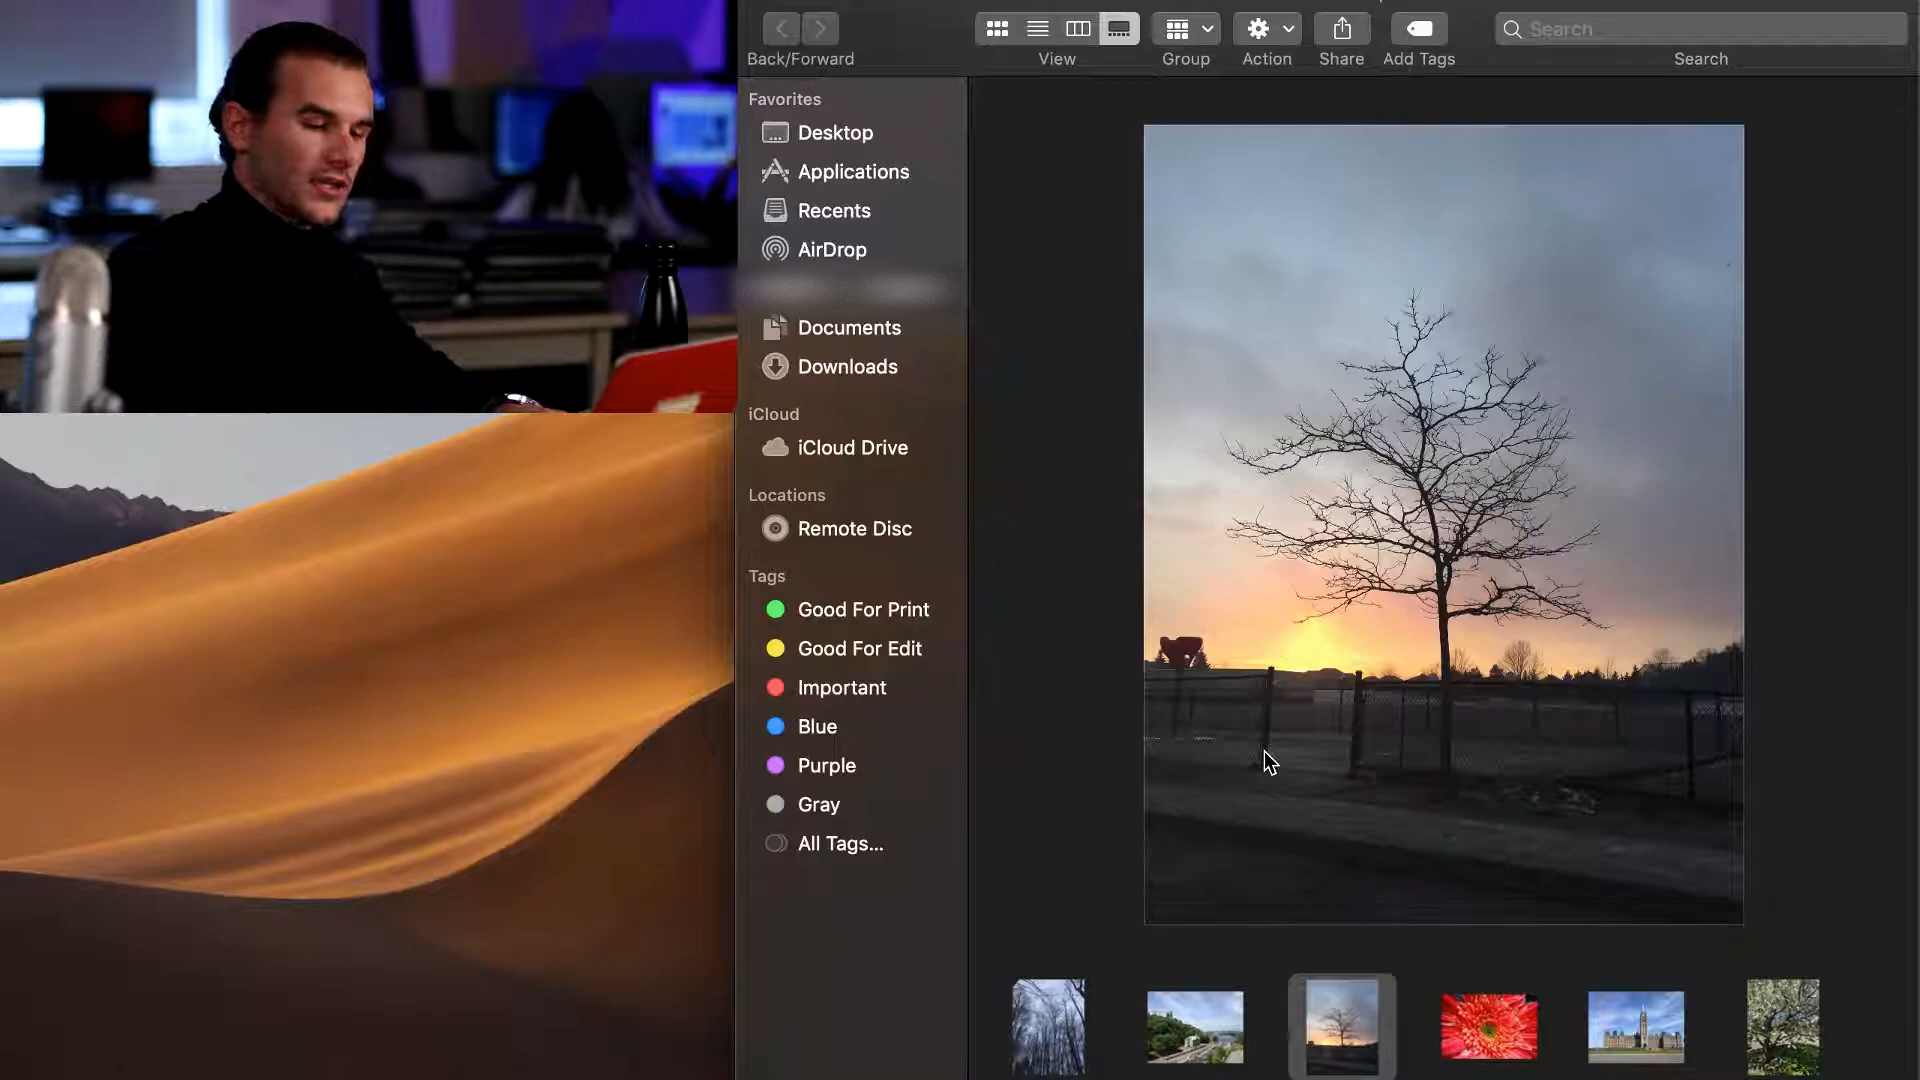 Back/Forward
View
Group
Action
Share
Add Tags
Search
Search
Favorites
Desktop
Applications
Recents
AirDrop
Documents
Downloads
iCloud
iCloud Drive
Locations
Remote Disc
Tags
Good For Print
Good For Edit
Important
Blue
Purple
Gray
All Tags...